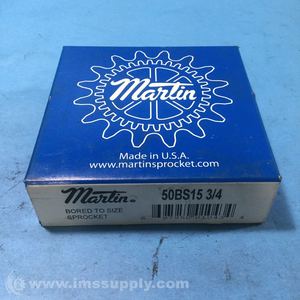 Martin
Made in U.S.A.
www.martinsprocket.com
Martin
50BS15 3/4
BORED TO SIZE
SPROCKET
© www.imssupply.com